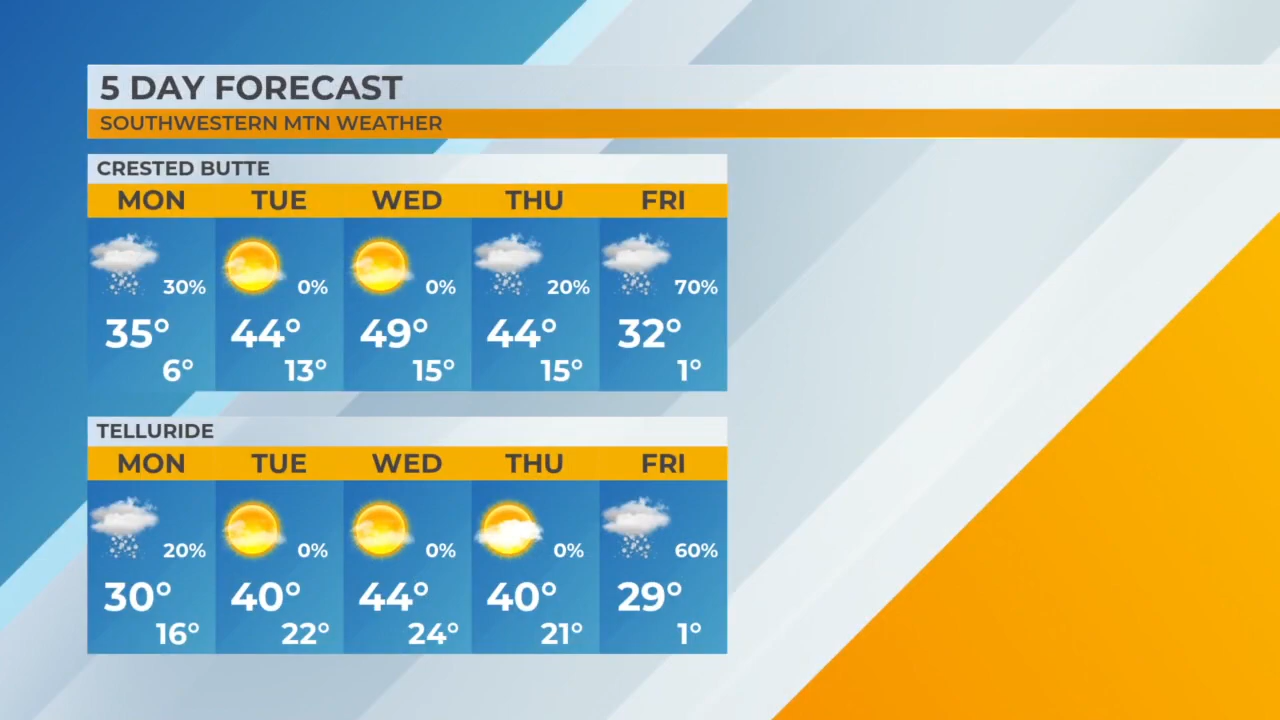 5 DAY FORECAST
SOUTHWESTERN MTN WEATHER
CRESTED BUTTE
MON TUE WED THU FRI
30% 0% 0% 20% 70%
35° 44° 49° 44° 32°
6° 13° 15° 15° 1°
TELLURIDE
MON TUE WED THU FRI
20% 0% 0% 0% 60%
30° 40° 44° 40° 29°
16° 22° 24° 21° 1°